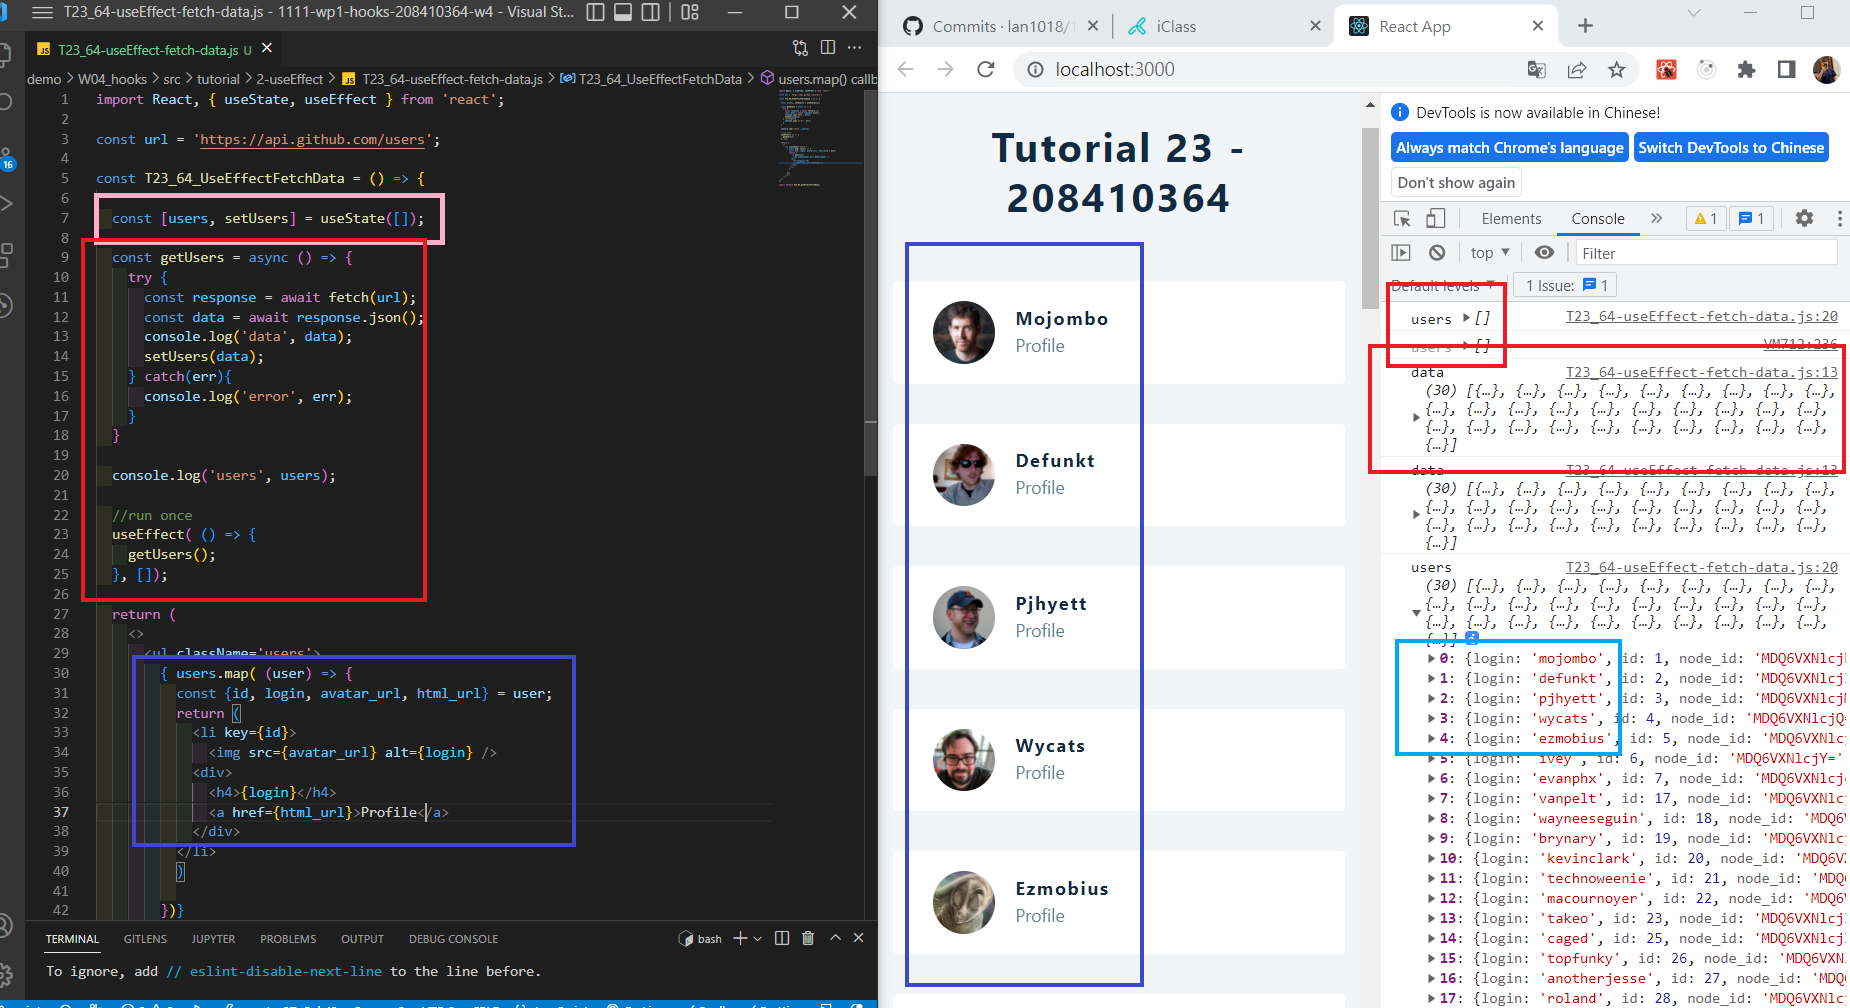 T23_64-useEffect-fetch-data.js - 1111-wp1-hooks-208410364-w4 - Visual St...
T23_64-useEffect-fetch-data.js U
demo > W04_hooks > src > tutorial > 2-useEffect > T23_64-useEffect-fetch-data.js > T23_64_UseEffectFetchData > users.map() callb
16
1 import React, { useState, useEffect } from 'react';
2
3 const url = 'https://api.github.com/users';
4
5 const T23_64_UseEffectFetchData = () => {
6
7 const [users, setUsers] = useState([]);
8
9 const getUsers = async () => {
10 try {
11 const response = await fetch(url);
12 const data = await response.json();
13 console.log('data', data);
14 setUsers(data);
15 } catch(err){
16 console.log('error', err);
17 }
18 }
19
20 console.log('users', users);
21
22 //run once
23 useEffect( () => {
24 getUsers();
25 }, []);
26
27 return (
28 <>
29 <ul className='users'>
30 { users.map( (user) => {
31 const {id, login, avatar_url, html_url} = user;
32 return (
33 <li key={id}>
34 <img src={avatar_url} alt={login} />
35 <div>
36 <h4>{login}</h4>
37 <a href={html_url}>Profile</a>
38 </div>
39 </li>
40 )
41
42 })}
TERMINAL GITLENS JUPYTER PROBLEMS OUTPUT DEBUG CONSOLE
bash
To ignore, add // eslint-disable-next-line to the line before.
Commits · lan1018/1
iClass
React App
localhost:3000
Tutorial 23 -
208410364
Mojombo
Profile
Defunkt
Profile
Pjhyett
Profile
Wycats
Profile
Ezmobius
Profile
DevTools is now available in Chinese!
Always match Chrome's language
Switch DevTools to Chinese
Don't show again
Elements Console » 1 1
top Filter
Default levels 1 Issue: 1
users [] T23_64-useEffect-fetch-data.js:20
users [] VM712:236
data T23_64-useEffect-fetch-data.js:13
(30) [{…}, {…}, {…}, {…}, {…}, {…}, {…}, {…}, {…},
{…}, {…}, {…}, {…}, {…}, {…}, {…}, {…}, {…}, {…},
{…}, {…}, {…}, {…}, {…}, {…}, {…}, {…}, {…}, {…},
{…}]
data T23_64-useEffect-fetch-data.js:13
(30) [{…}, {…}, {…}, {…}, {…}, {…}, {…}, {…}, {…},
{…}, {…}, {…}, {…}, {…}, {…}, {…}, {…}, {…}, {…},
{…}, {…}, {…}, {…}, {…}, {…}, {…}, {…}, {…}, {…},
{…}]
users T23_64-useEffect-fetch-data.js:20
(30) [{…}, {…}, {…}, {…}, {…}, {…}, {…}, {…}, {…},
{…}, {…}, {…}, {…}, {…}, {…}, {…}, {…}, {…}, {…},
{…}, {…}, {…}, {…}, {…}, {…}, {…}, {…}, {…}, {…},
{…}]
0: {login: 'mojombo', id: 1, node_id: 'MDQ6VXNlcj
1: {login: 'defunkt', id: 2, node_id: 'MDQ6VXNlcj
2: {login: 'pjhyett', id: 3, node_id: 'MDQ6VXNlcj
3: {login: 'wycats', id: 4, node_id: 'MDQ6VXNlcjQ=
4: {login: 'ezmobius', id: 5, node_id: 'MDQ6VXNlcj
5: {login: 'ivey', id: 6, node_id: 'MDQ6VXNlcjY='
6: {login: 'evanphx', id: 7, node_id: 'MDQ6VXNlcj
7: {login: 'vanpelt', id: 17, node_id: 'MDQ6VXNlc
8: {login: 'wayneeseguin', id: 18, node_id: 'MDQ6V
9: {login: 'brynary', id: 19, node_id: 'MDQ6VXNlc
10: {login: 'kevinclark', id: 20, node_id: 'MDQ6V
11: {login: 'technoweenie', id: 21, node_id: 'MDQ6
12: {login: 'macournoyer', id: 22, node_id: 'MDQ6
13: {login: 'takeo', id: 23, node_id: 'MDQ6VXNlcj
14: {login: 'caged', id: 25, node_id: 'MDQ6VXNlcj
15: {login: 'topfunky', id: 26, node_id: 'MDQ6VXN
16: {login: 'anotherjesse', id: 27, node_id: 'MDQ
17: {login: 'roland', id: 28, node_id: 'MDQ6VXNlc